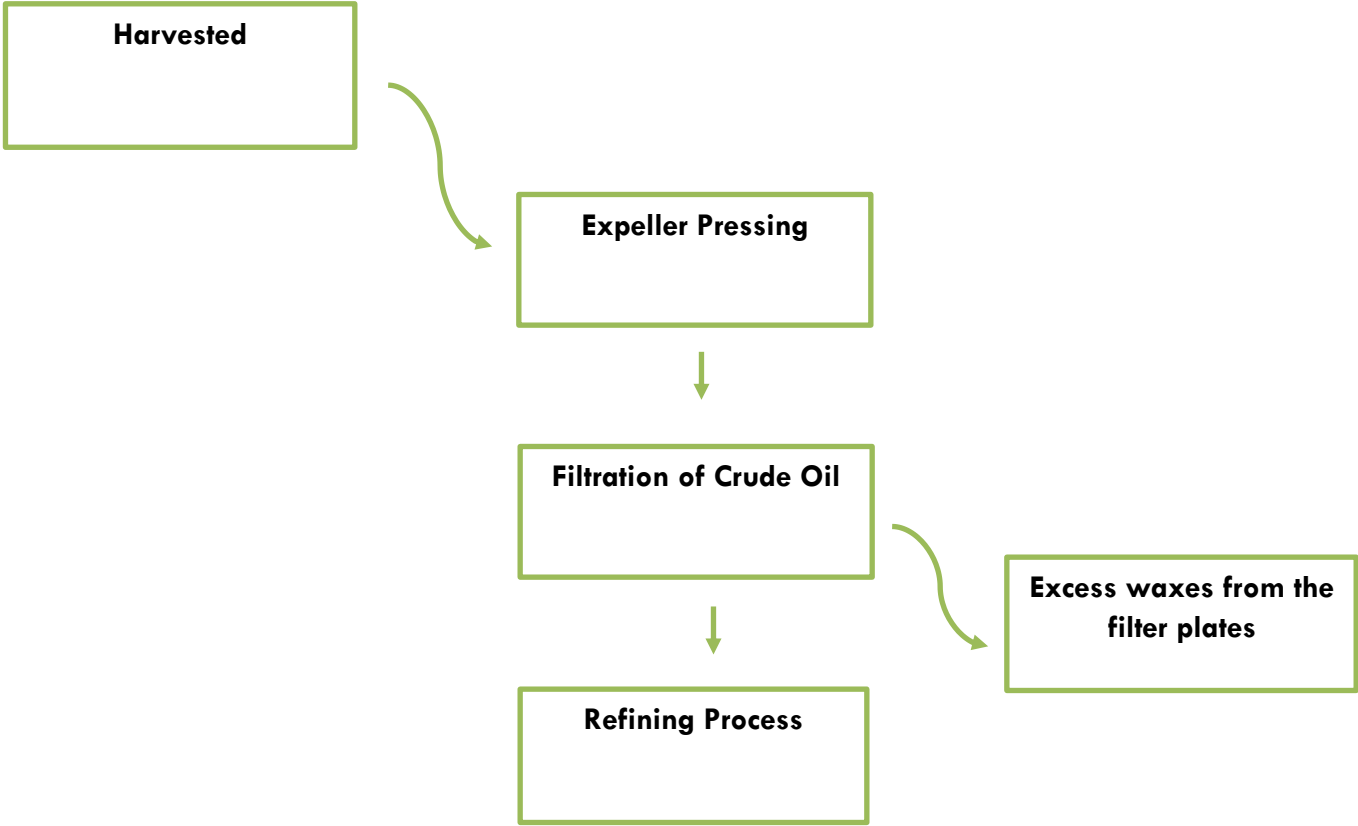 Harvested
Expeller Pressing
Filtration of Crude Oil
Excess waxes from the
filter plates
Refining Process